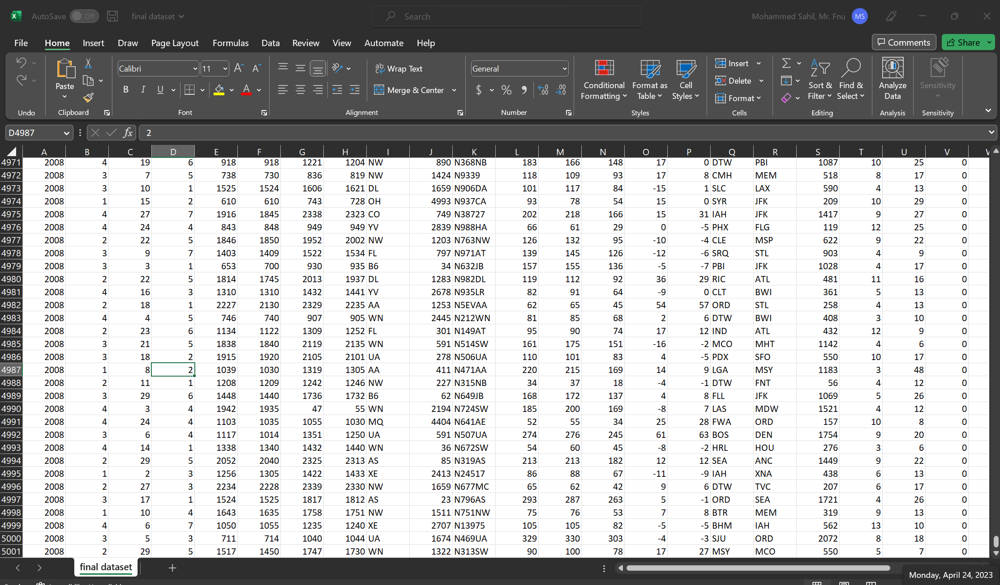 AutoSave Off final dataset Search Mohammed Sahil, Mr. Fnu MS
File Home Insert Draw Page Layout Formulas Data Review View Automate Help Comments Share
Calibri 11 A A Wrap Text General Insert
Paste Conditional Format as Cell Delete Sort & Find & Analyze Sensitivity
B I U A Merge & Center $ % Formatting Table Styles Format Filter Select Data
Undo Clipboard Font Alignment Number Styles Cells Editing Analysis Sensitivity
D4987 fx 2
A B C D E F G H I J K L M N O P Q R S T U V
4971 2008 4 19 6 918 918 1221 1204 NW 890 N368NB 183 166 148 17 0 DTW PBI 1087 10 25 0
4972 2008 3 7 5 738 730 836 819 NW 1424 N9339 118 109 93 17 8 CMH MEM 518 8 17 0
4973 2008 3 10 1 1525 1524 1606 1621 DL 1659 N906DA 101 117 84 -15 1 SLC LAX 590 4 13 0
4974 2008 1 15 2 610 610 743 728 OH 4993 N937CA 93 78 54 15 0 SYR JFK 209 10 29 0
4975 2008 4 27 7 1916 1845 2338 2323 CO 749 N38727 202 218 166 15 31 IAH JFK 1417 9 27 0
4976 2008 4 24 4 843 848 949 949 YV 2839 N988HA 66 61 29 0 -5 PHX FLG 119 12 25 0
4977 2008 2 22 5 1846 1850 1952 2002 NW 1203 N763NW 126 132 95 -10 -4 CLE MSP 622 9 22 0
4978 2008 3 9 7 1403 1409 1522 1534 FL 797 N971AT 139 145 126 -12 -6 SRQ STL 903 4 9 0
4979 2008 3 3 1 653 700 930 935 B6 34 N632JB 157 155 136 -5 -7 PBI JFK 1028 4 17 0
4980 2008 2 22 5 1814 1745 2013 1937 DL 1283 N982DL 119 112 92 36 29 RIC ATL 481 11 16 0
4981 2008 4 16 3 1310 1310 1432 1441 YV 2678 N935LR 82 91 64 -9 0 CLT BWI 361 5 13 0
4982 2008 2 18 1 2227 2130 2329 2235 AA 1253 N5EVAA 62 65 45 54 57 ORD STL 258 4 13 0
4983 2008 4 4 5 746 740 907 905 WN 2445 N212WN 81 85 68 2 6 DTW BWI 408 3 10 0
4984 2008 2 23 6 1134 1122 1309 1252 FL 301 N149AT 95 90 74 17 12 IND ATL 432 12 9 0
4985 2008 3 21 5 1838 1840 2119 2135 WN 591 N514SW 161 175 151 -16 -2 MCO MHT 1142 4 6 0
4986 2008 3 18 2 1915 1920 2105 2101 UA 278 N506UA 110 101 83 4 -5 PDX SFO 550 10 17 0
4987 2008 1 8 2 1039 1030 1319 1305 AA 411 N471AA 220 215 169 14 9 LGA MSY 1183 3 48 0
4988 2008 2 11 1 1208 1209 1242 1246 NW 227 N315NB 34 37 18 -4 -1 DTW FNT 56 4 12 0
4989 2008 3 29 6 1448 1440 1736 1732 B6 62 N649JB 168 172 137 4 8 FLL JFK 1069 5 26 0
4990 2008 4 3 4 1942 1935 47 55 WN 2194 N724SW 185 200 169 -8 7 LAS MDW 1521 4 12 0
4991 2008 4 24 4 1103 1035 1055 1030 MQ 4404 N641AE 52 55 34 25 28 FWA ORD 157 10 8 0
4992 2008 3 6 4 1117 1014 1351 1250 UA 591 N507UA 274 276 245 61 63 BOS DEN 1754 9 20 0
4993 2008 4 14 1 1338 1340 1432 1440 WN 36 N672SW 54 60 45 -8 -2 HRL HOU 276 3 6 0
4994 2008 2 29 5 2052 2040 2325 2313 AS 85 N319AS 213 213 182 12 12 SEA ANC 1449 9 22 0
4995 2008 1 2 3 1256 1305 1422 1433 XE 2413 N24517 86 88 67 -11 -9 IAH XNA 438 6 13 0
4996 2008 2 27 3 2234 2228 2339 2330 NW 1659 N677MC 65 62 42 9 6 DTW TVC 207 6 17 0
4997 2008 3 17 1 1524 1525 1817 1812 AS 23 N796AS 293 287 263 5 -1 ORD SEA 1721 4 26 0
4998 2008 1 10 4 1643 1635 1758 1751 NW 1511 N751NW 75 76 53 7 8 BTR MEM 319 9 13 0
4999 2008 4 6 7 1050 1055 1235 1240 XE 2707 N13975 105 105 82 -5 -5 BHM IAH 562 13 10 0
5000 2008 3 5 3 711 714 1040 1044 UA 1674 N469UA 329 330 303 -4 -3 SJU ORD 2072 8 18 0
5001 2008 2 29 5 1517 1450 1747 1730 WN 1322 N313SW 90 100 78 17 27 MSY MCO 550 5 7 0
final dataset
Monday, April 24, 2023